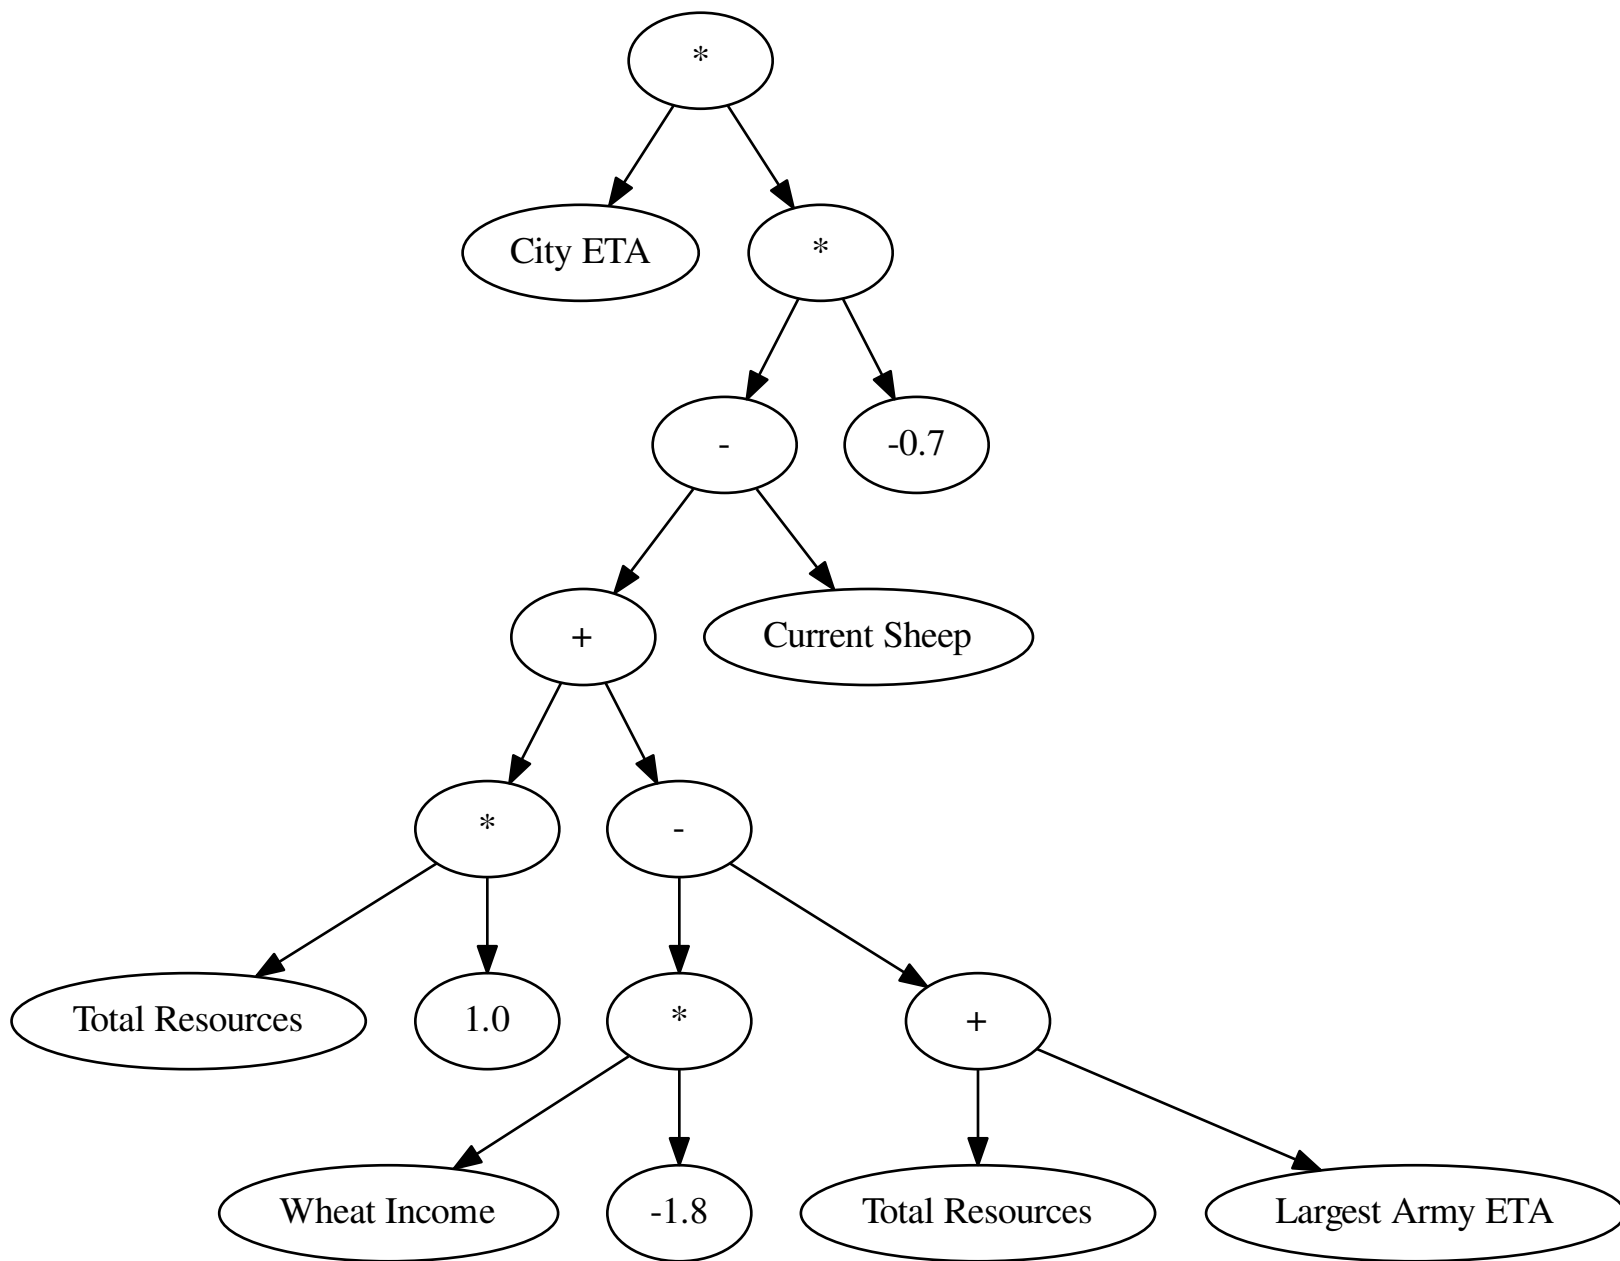 *
City ETA
*
-
-0.7
+
Current Sheep
*
-
Total Resources
1.0
*
+
Wheat Income
-1.8
Total Resources
Largest Army ETA